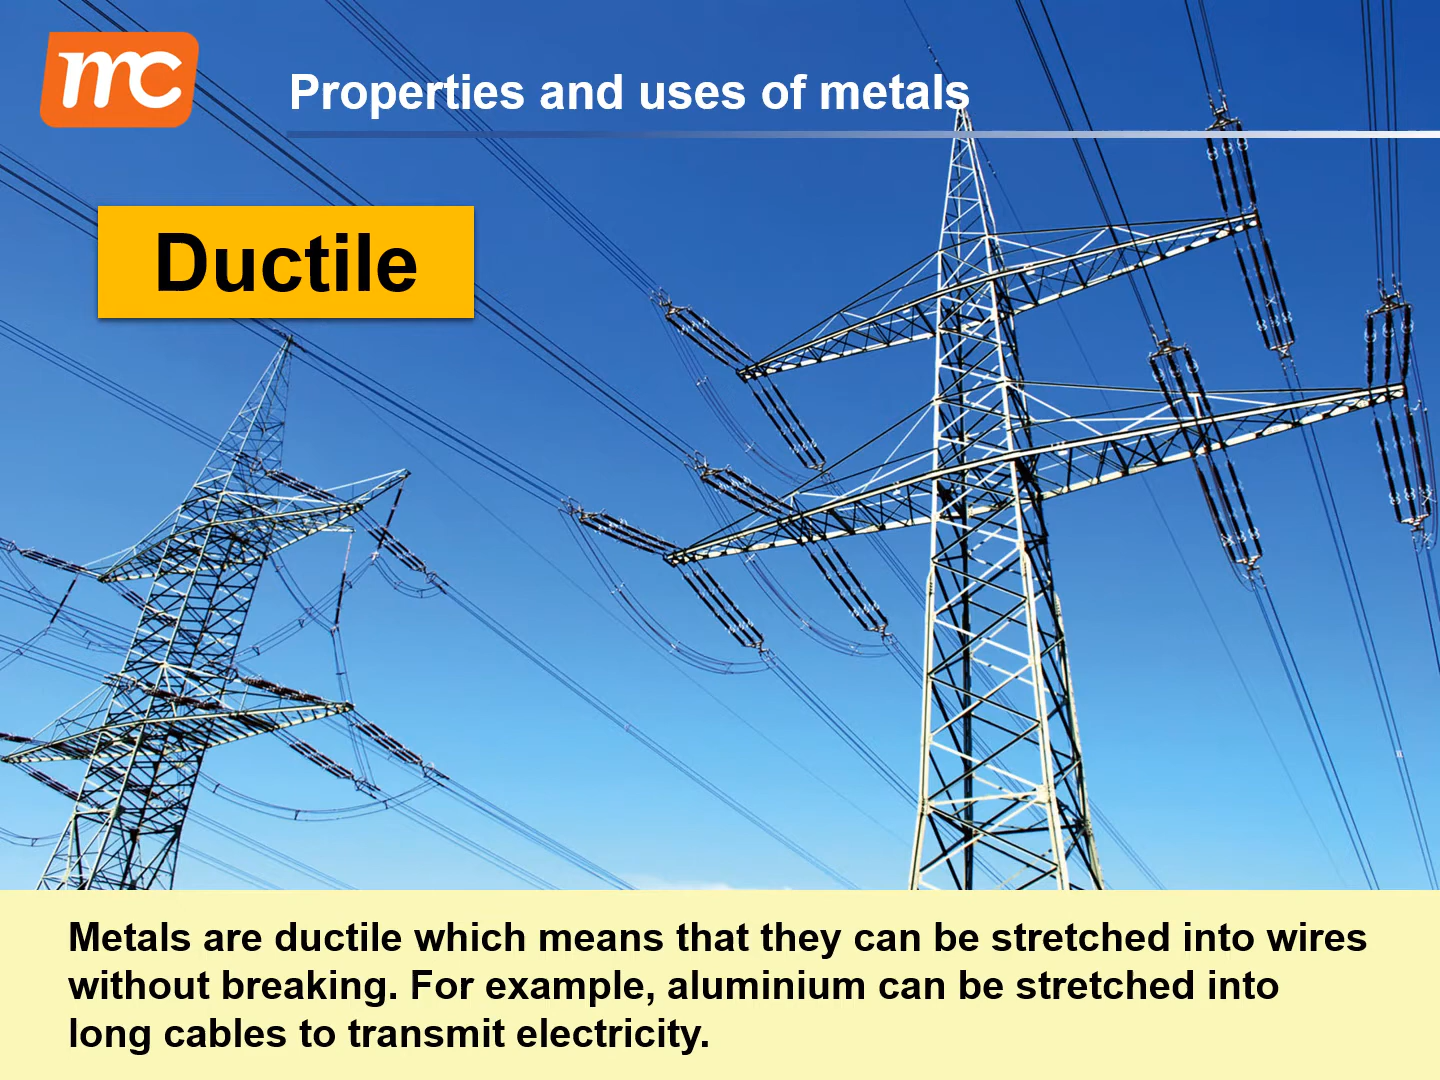 mc
Properties and uses of metals
Ductile
Metals are ductile which means that they can be stretched into wires
without breaking. For example, aluminium can be stretched into
long cables to transmit electricity.